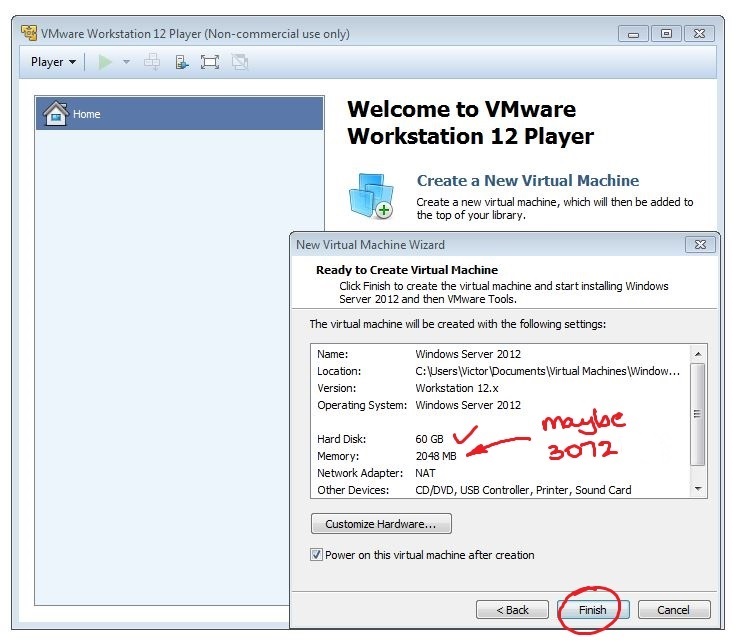 VMware Workstation 12 Player (Non-commercial use only)
Player
Home
Welcome to VMware
Workstation 12 Player
Create a New Virtual Machine
Create a new virtual machine, which will then be added to
the top of your library.
New Virtual Machine Wizard
Ready to Create Virtual Machine
Click Finish to create the virtual machine and start installing Windows
Server 2012 and then VMware Tools.
The virtual machine will be created with the following settings:
Name: Windows Server 2012
Location: C:\Users\Victor\Documents\Virtual Machines\Window...
Version: Workstation 12.x
Operating System: Windows Server 2012
Hard Disk: 60 GB
maybe
Memory: 2048 MB
3072
Network Adapter: NAT
Other Devices: CD/DVD, USB Controller, Printer, Sound Card
Customize Hardware...
Power on this virtual machine after creation
< Back Finish Cancel